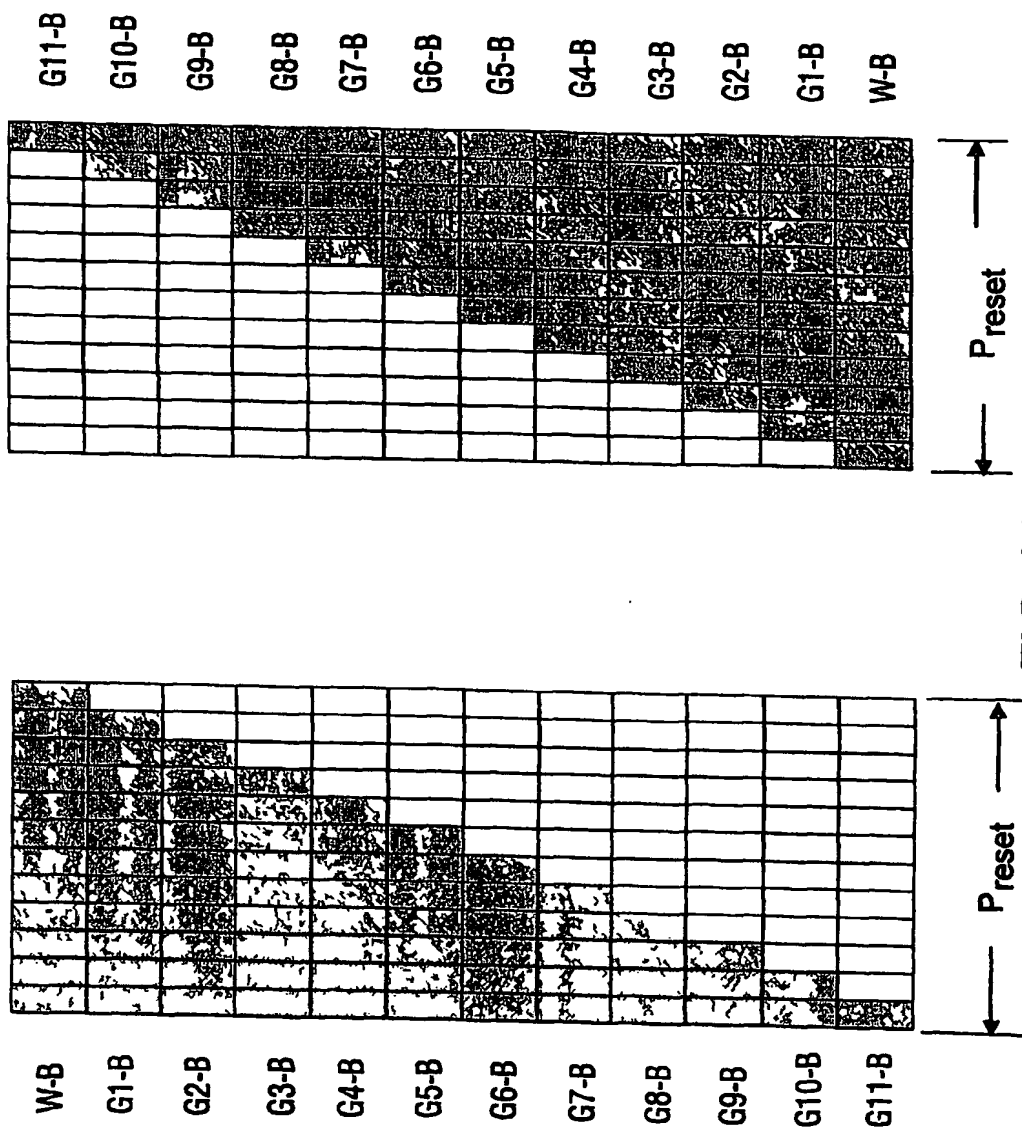 G11-B
G10-B
G9-B
G8-B
G7-B
G6-B
G5-B
G4-B
G3-B
G2-B
G1-B
W-B
Preset
W-B
G1-B
G2-B
G3-B
G4-B
G5-B
G6-B
G7-B
G8-B
G9-B
G10-B
G11-B
Preset